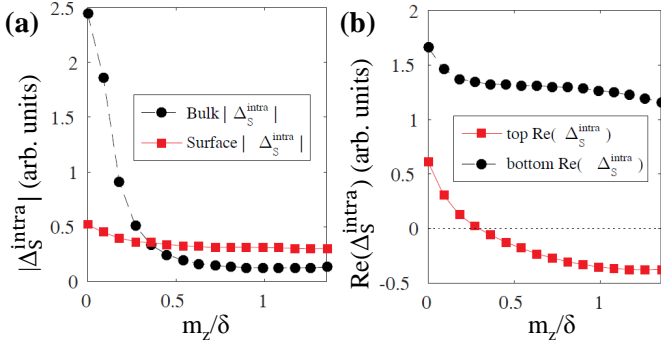 (a)
|Δ_S^intra| (arb. units)
2.5
2
1.5
1
0.5
0
Bulk | Δ_S^intra |
Surface | Δ_S^intra |
0
0.5
1
m_z/δ
(b)
Re(Δ_S^intra) (arb. units)
2
1.5
1
0.5
0
-0.5
top Re( Δ_S^intra )
bottom Re( Δ_S^intra )
0
0.5
1
m_z/δ